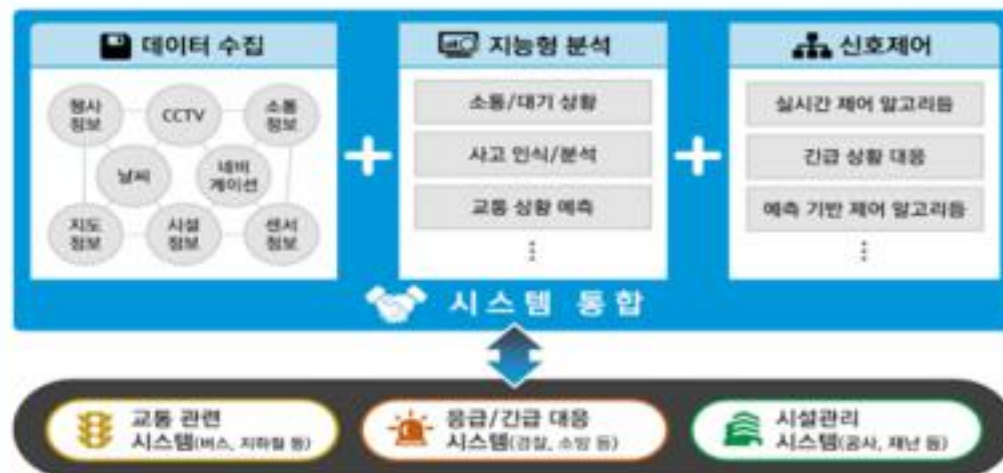 데이터 수집
지능형 분석
신호제어
행사
정보
CCTV
소통
정보
날씨
네비
게이션
지도
정보
시설
정보
센서
정보
소통/대기 상황
사고 인식/분석
교통 상황 예측
실시간 제어 알고리듬
긴급 상황 대응
예측 기반 제어 알고리듬
시스템 통합
교통 관련
시스템(버스, 지하철 등)
응급/긴급 대응
시스템(경찰, 소방 등)
시설관리
시스템(공사, 재난 등)